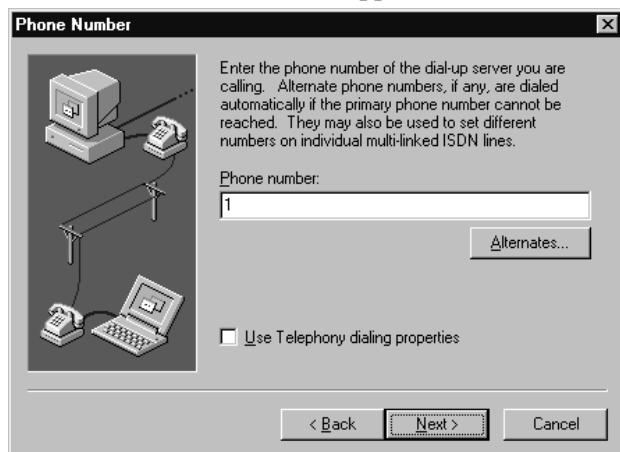 Phone Number
Enter the phone number of the dial-up server you are
calling. Alternate phone numbers, if any, are dialed
automatically if the primary phone number cannot be
reached. They may also be used to set different
numbers on individual multi-linked ISDN lines.
Phone number:
1
Alternates...
Use Telephony dialing properties
< Back
Next >
Cancel